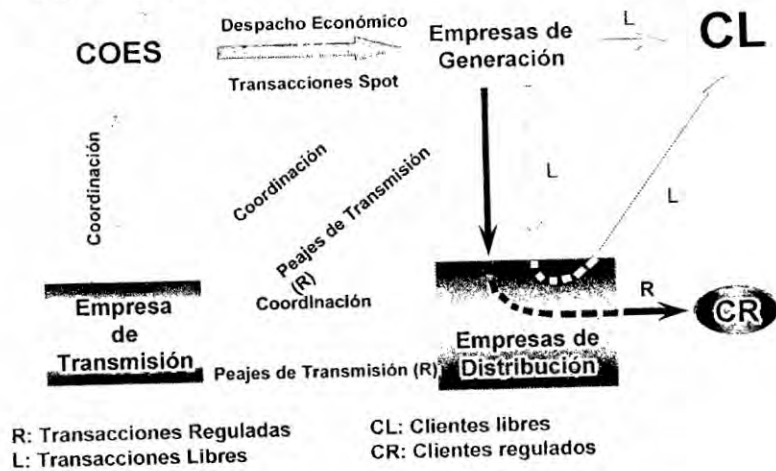 Despacho Económico
COES
Empresas de
Generación
L
CL
Transacciones Spot
Coordinación
Coordinación
Peajes de Transmisión
(R)
L
L
Coordinación
R
CR
Empresa
de
Transmisión
Empresas de
Distribución
Peajes de Transmisión (R)
R: Transacciones Reguladas
CL: Clientes libres
L: Transacciones Libres
CR: Clientes regulados